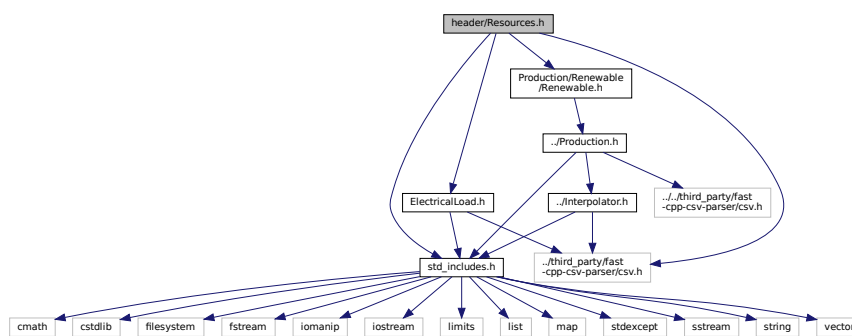 header/Resources.h
Production/Renewable
/Renewable.h
../Production.h
ElectricalLoad.h
../Interpolator.h
../../third_party/fast
-cpp-csv-parser/csv.h
../third_party/fast
-cpp-csv-parser/csv.h
std_includes.h
cmath
cstdlib
filesystem
fstream
iomanip
iostream
limits
list
map
stdexcept
sstream
string
vector